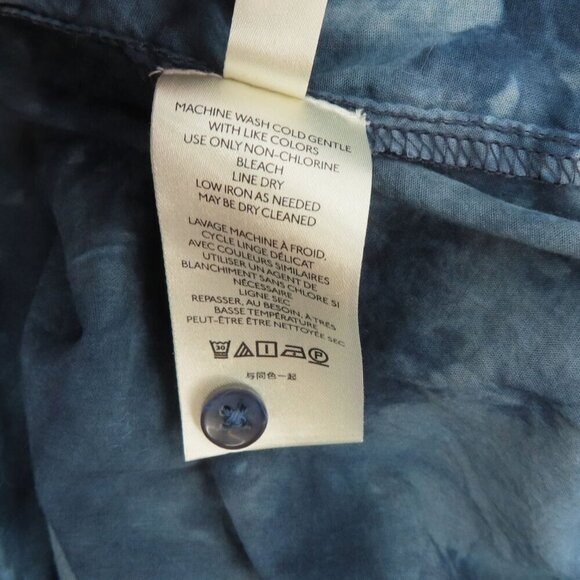 MACHINE WASH COLD GENTLE
WITH LIKE COLORS
USE ONLY NON-CHLORINE
BLEACH
LINE DRY
LOW IRON AS NEEDED
MAY BE DRY CLEANED
LAVAGE MACHINE À FROID,
CYCLE LINGE DÉLICAT
AVEC COULEURS SIMILAIRES
UTILISER UN AGENT DE
BLANCHIMENT SANS CHLORE SI
NÉCESSAIRE
LIGNE SEC
REPASSER, AU BESOIN, À TRÈS
BASSE TEMPÉRATURE
PEUT-ÊTRE ÊTRE NETTOYÉE SEC
30 P
与同色一起